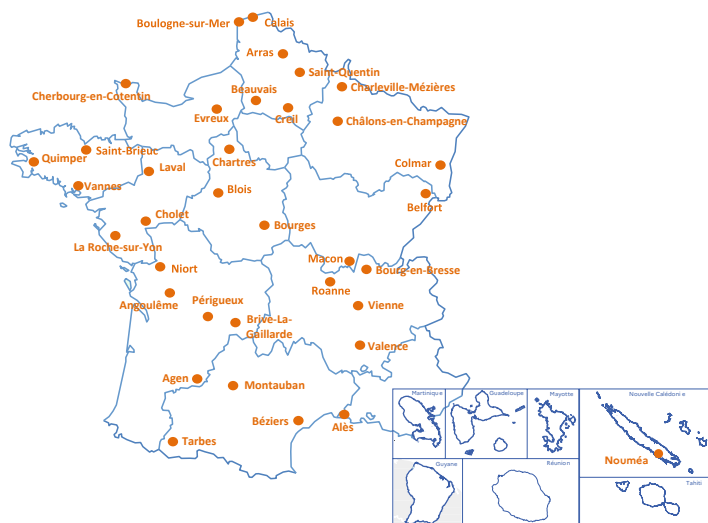 Boulogne-sur-Mer
Calais
Arras
Saint-Quentin
Charleville-Mézières
Cherbourg-en-Cotentin
Beauvais
Evreux
Creil
Châlons-en-Champagne
Saint-Brieuc
Chartres
Quimper
Laval
Colmar
Vannes
Blois
Belfort
Cholet
Bourges
La Roche-sur-Yon
Macon
Niort
Bourg-en-Bresse
Roanne
Angoulême
Périgueux
Vienne
Brive-La-
Gaillarde
Valence
Agen
Montauban
Béziers
Alès
Tarbes
Martinique
Guadeloupe
Mayotte
Nouvelle Calédonie
Nouméa
Guyane
Réunion
Tahiti